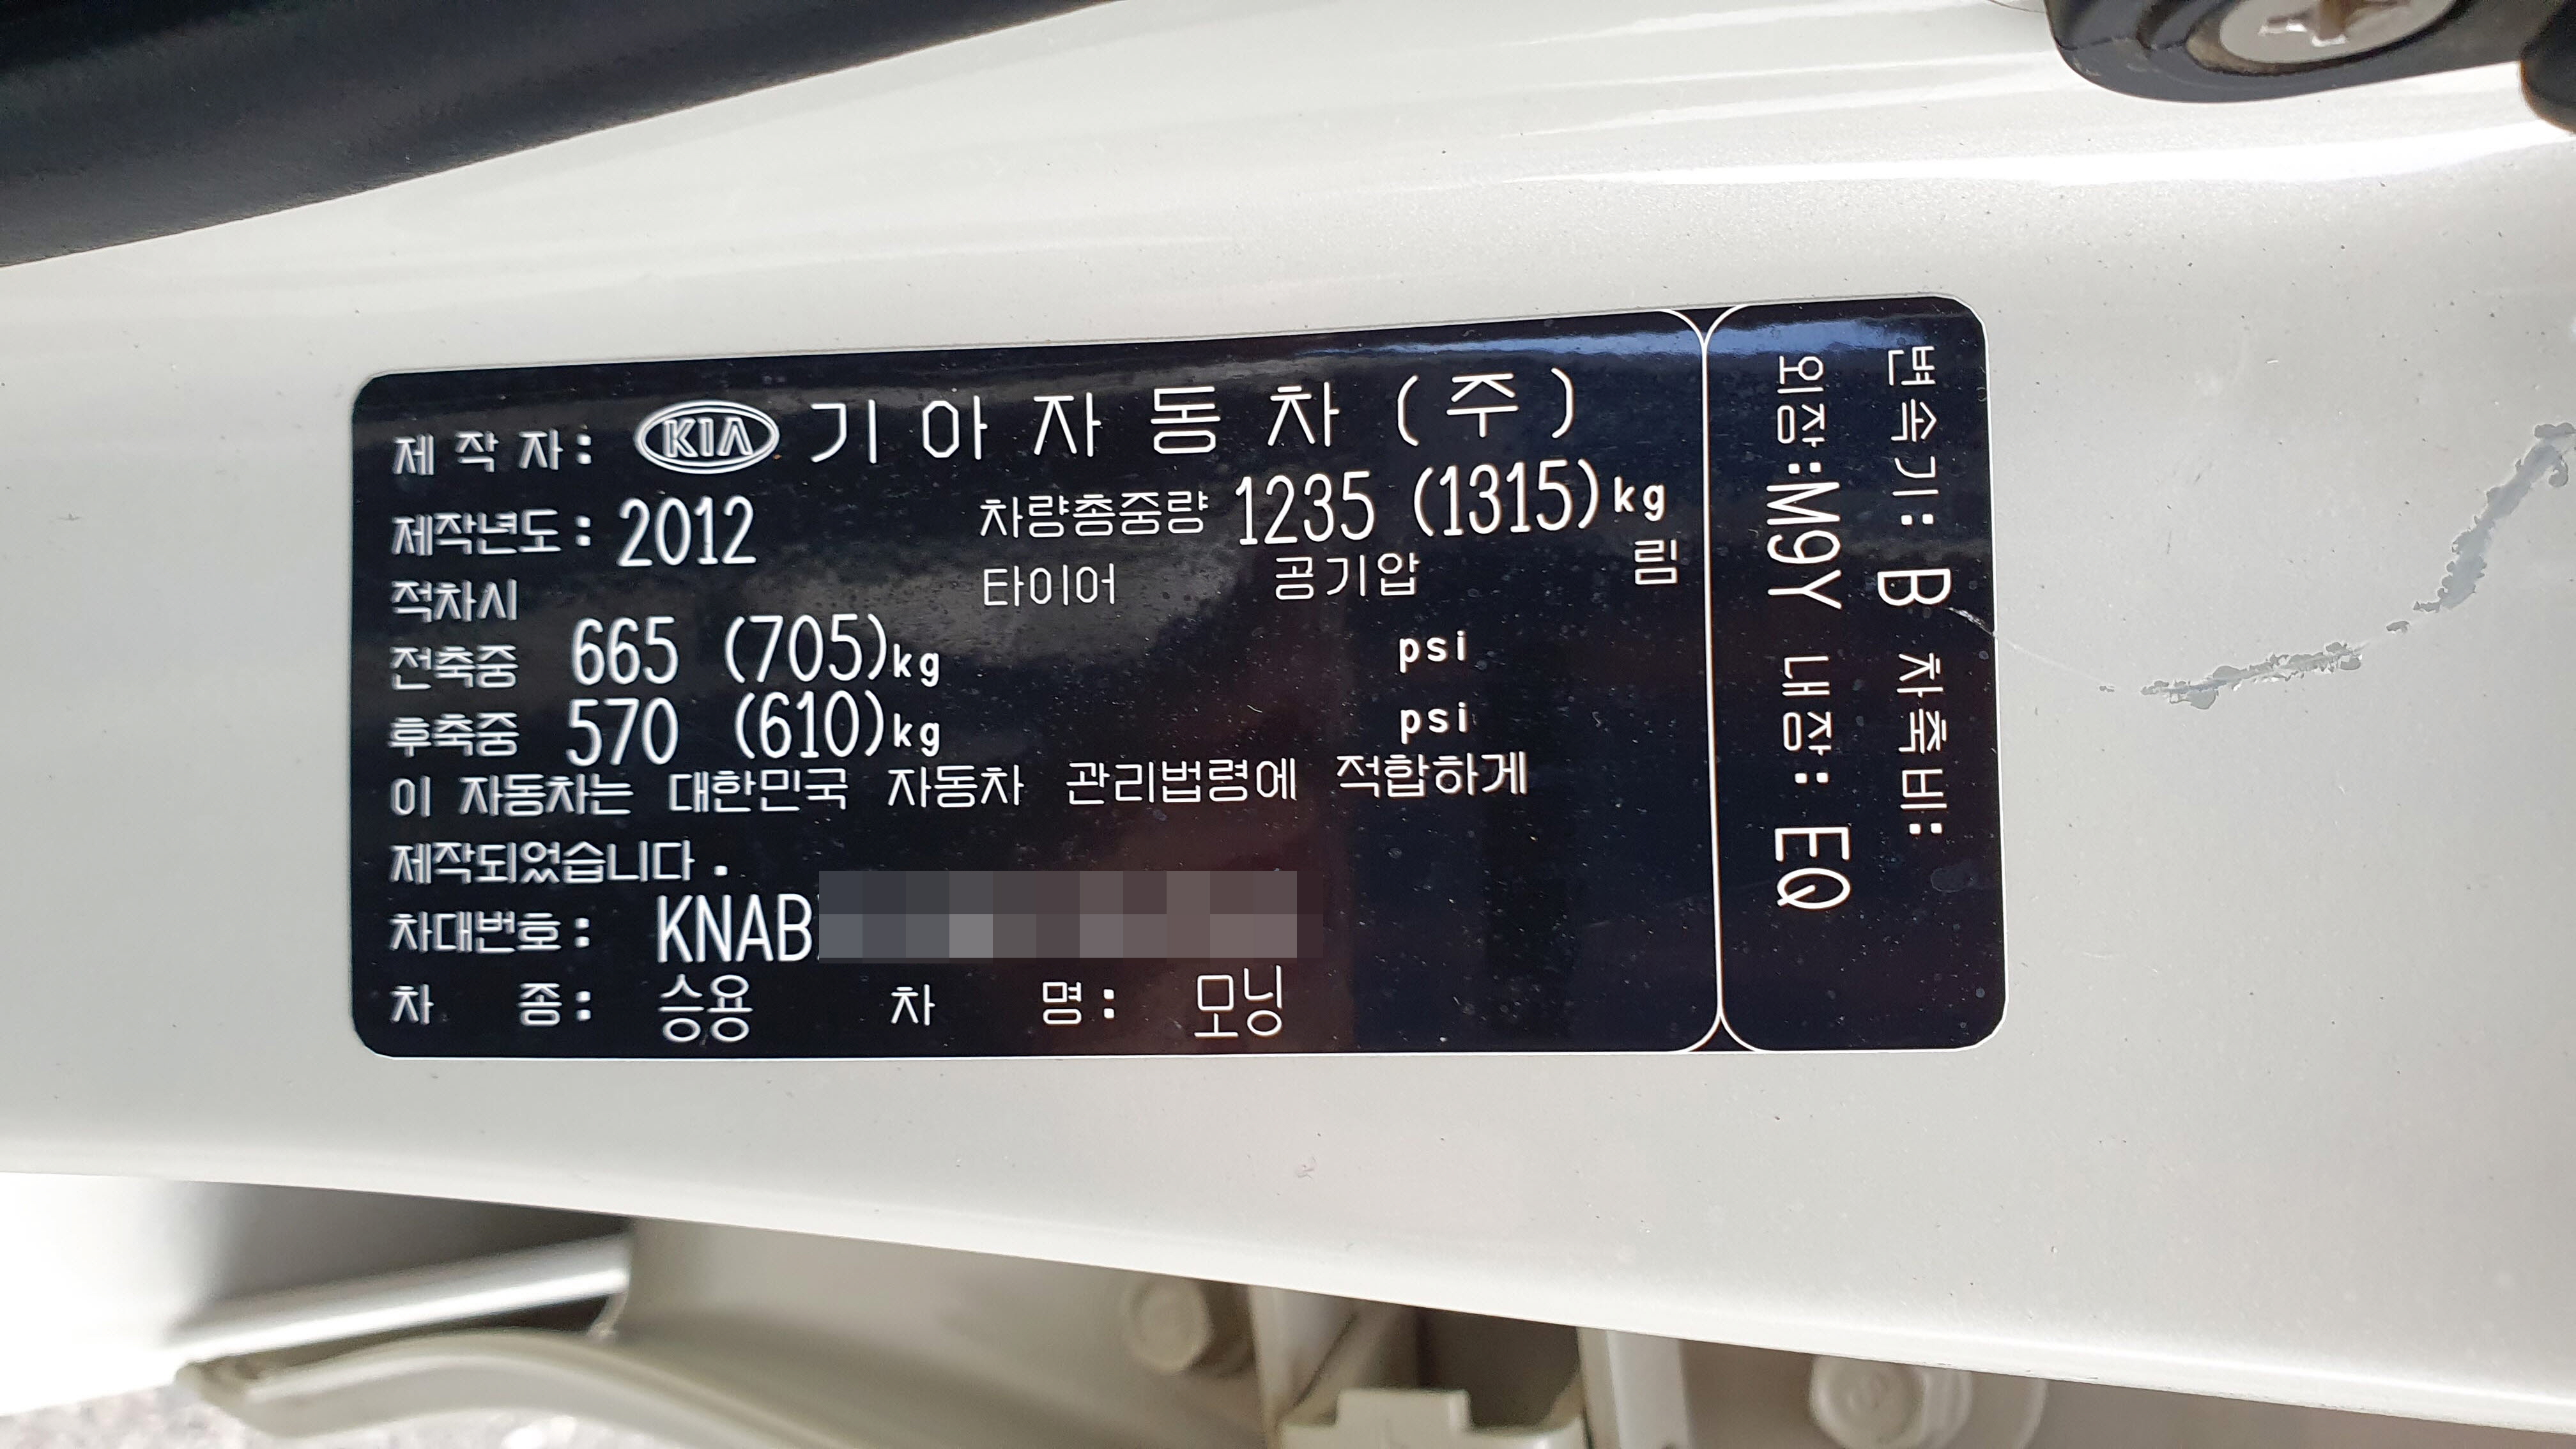 제 작 자: KIA 기 아 자 동 차 (주)
제작년도: 2012 차량총중량 1235 (1315)kg
적차시 타이어 공기압 림
전축중 665 (705)kg psi
후축중 570 (610)kg psi
이 자동차는 대한민국 자동차 관리법령에 적합하게
제작되었습니다.
차대번호: KNAB
차 종: 승용 차 명: 모닝
변속기: B 차축비:
외장:M9Y 내장: EQ